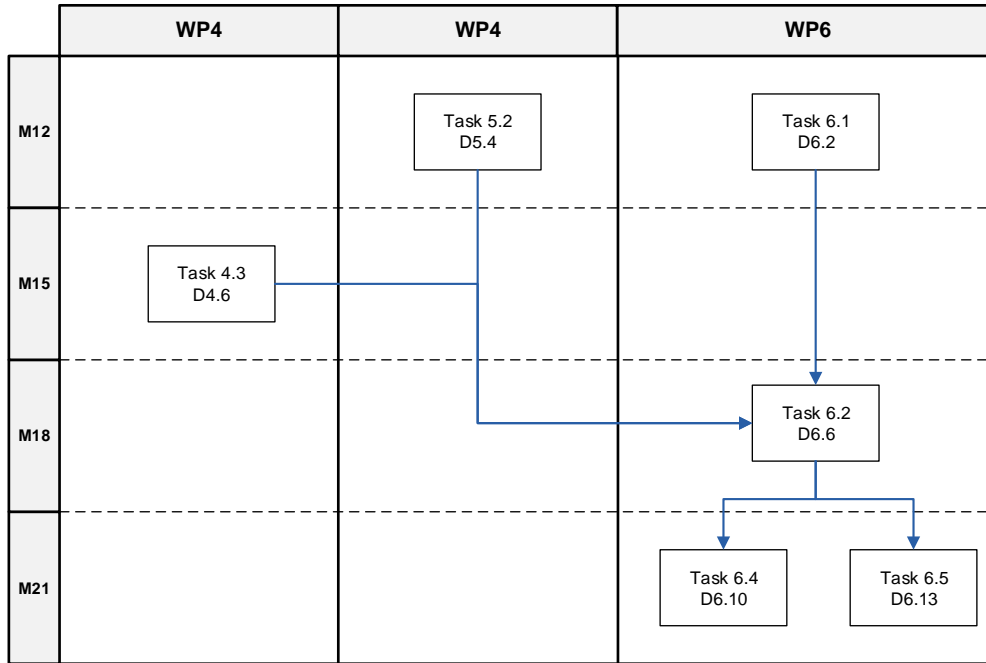 WP4
WP4
WP6
M12
Task 5.2
D5.4
Task 6.1
D6.2
M15
Task 4.3
D4.6
M18
Task 6.2
D6.6
M21
Task 6.4
D6.10
Task 6.5
D6.13